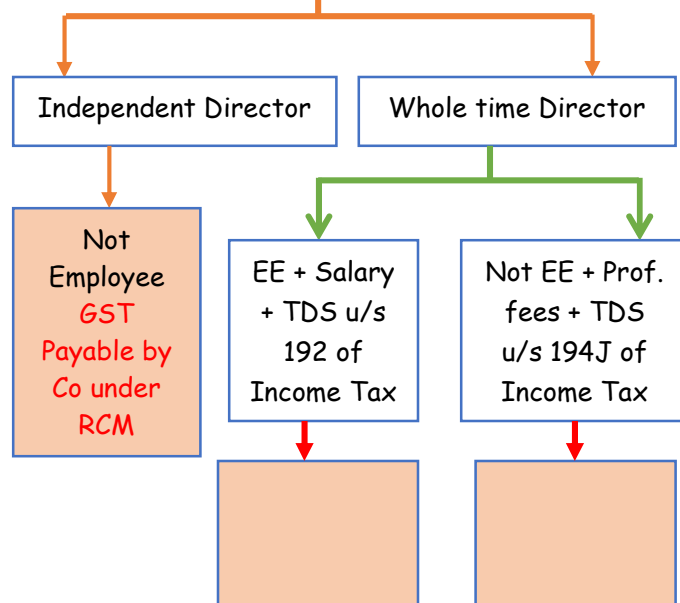 Independent Director
Whole time Director
Not
Employee
GST
Payable by
Co under
RCM
EE + Salary
+ TDS u/s
192 of
Income Tax
Not EE + Prof.
fees + TDS
u/s 194J of
Income Tax